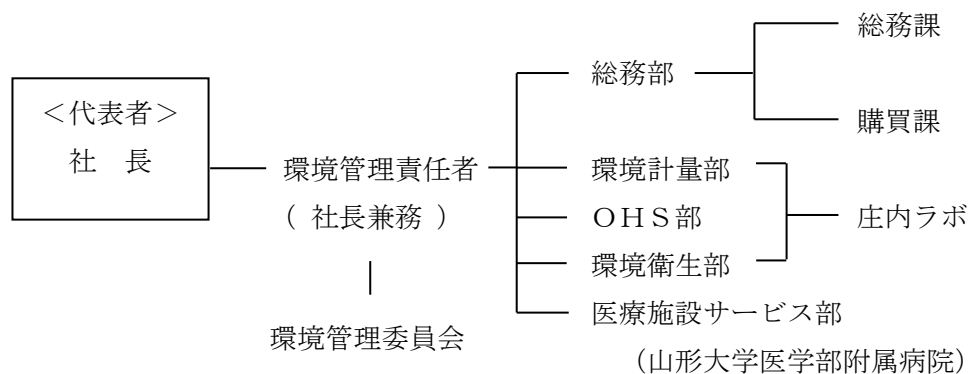 ＜代表者＞
社　長
環境管理責任者
（ 社長兼務 ）
環境管理委員会
総務部
総務課
購買課
環境計量部
ＯＨＳ部
環境衛生部
庄内ラボ
医療施設サービス部
（山形大学医学部附属病院）